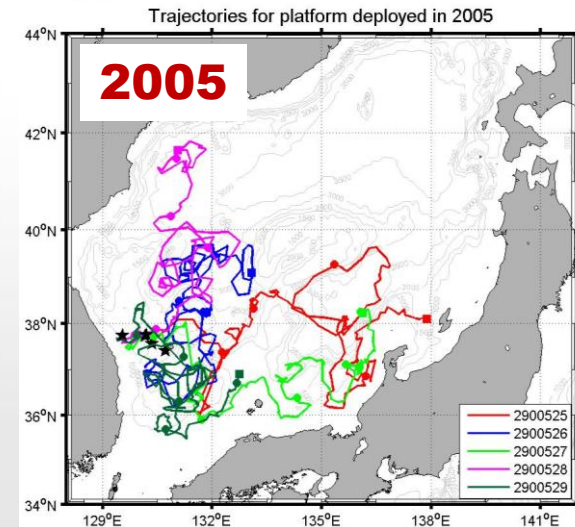 Trajectories for platform deployed in 2005
2005
44°N
42°N
40°N
38°N
36°N
34°N
129°E
132°E
135°E
138°E
141°E
2900525
2900526
2900527
2900528
2900529